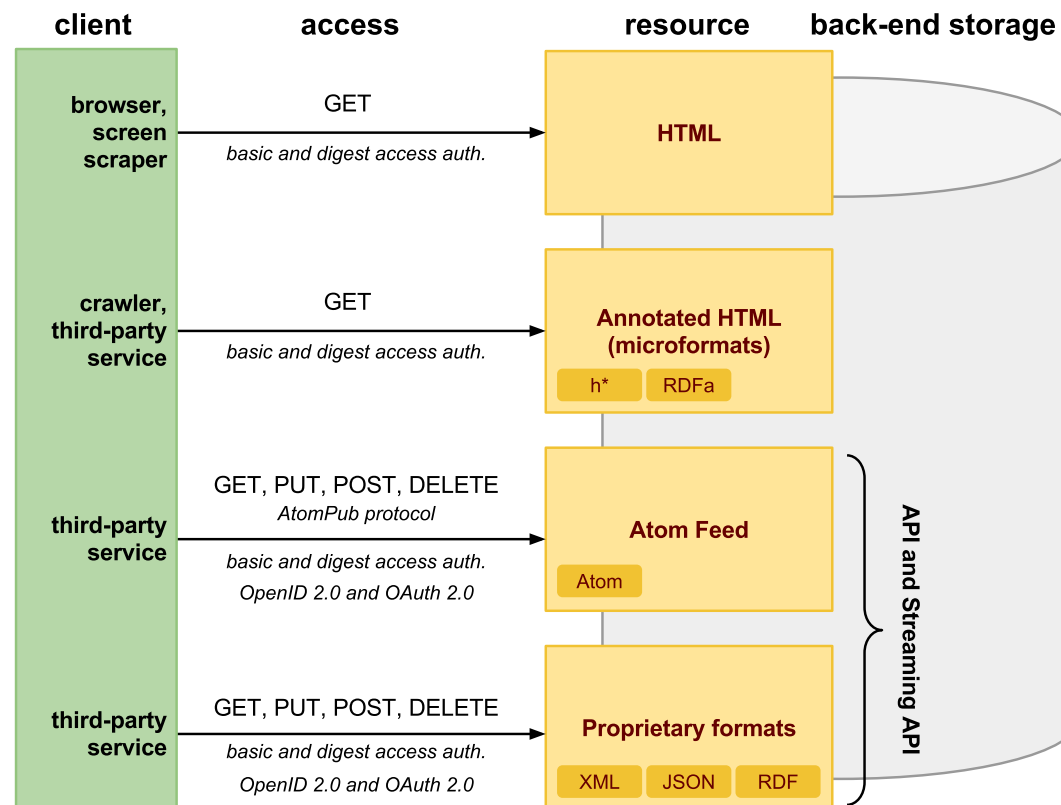 client
access
resource
back-end storage
browser,
screen
scraper
GET
basic and digest access auth.
HTML
crawler,
third-party
service
GET
basic and digest access auth.
Annotated HTML
(microformats)
h*
RDFa
third-party
service
GET, PUT, POST, DELETE
AtomPub protocol
basic and digest access auth.
OpenID 2.0 and OAuth 2.0
Atom Feed
Atom
API and Streaming API
third-party
service
GET, PUT, POST, DELETE
basic and digest access auth.
OpenID 2.0 and OAuth 2.0
Proprietary formats
XML
JSON
RDF